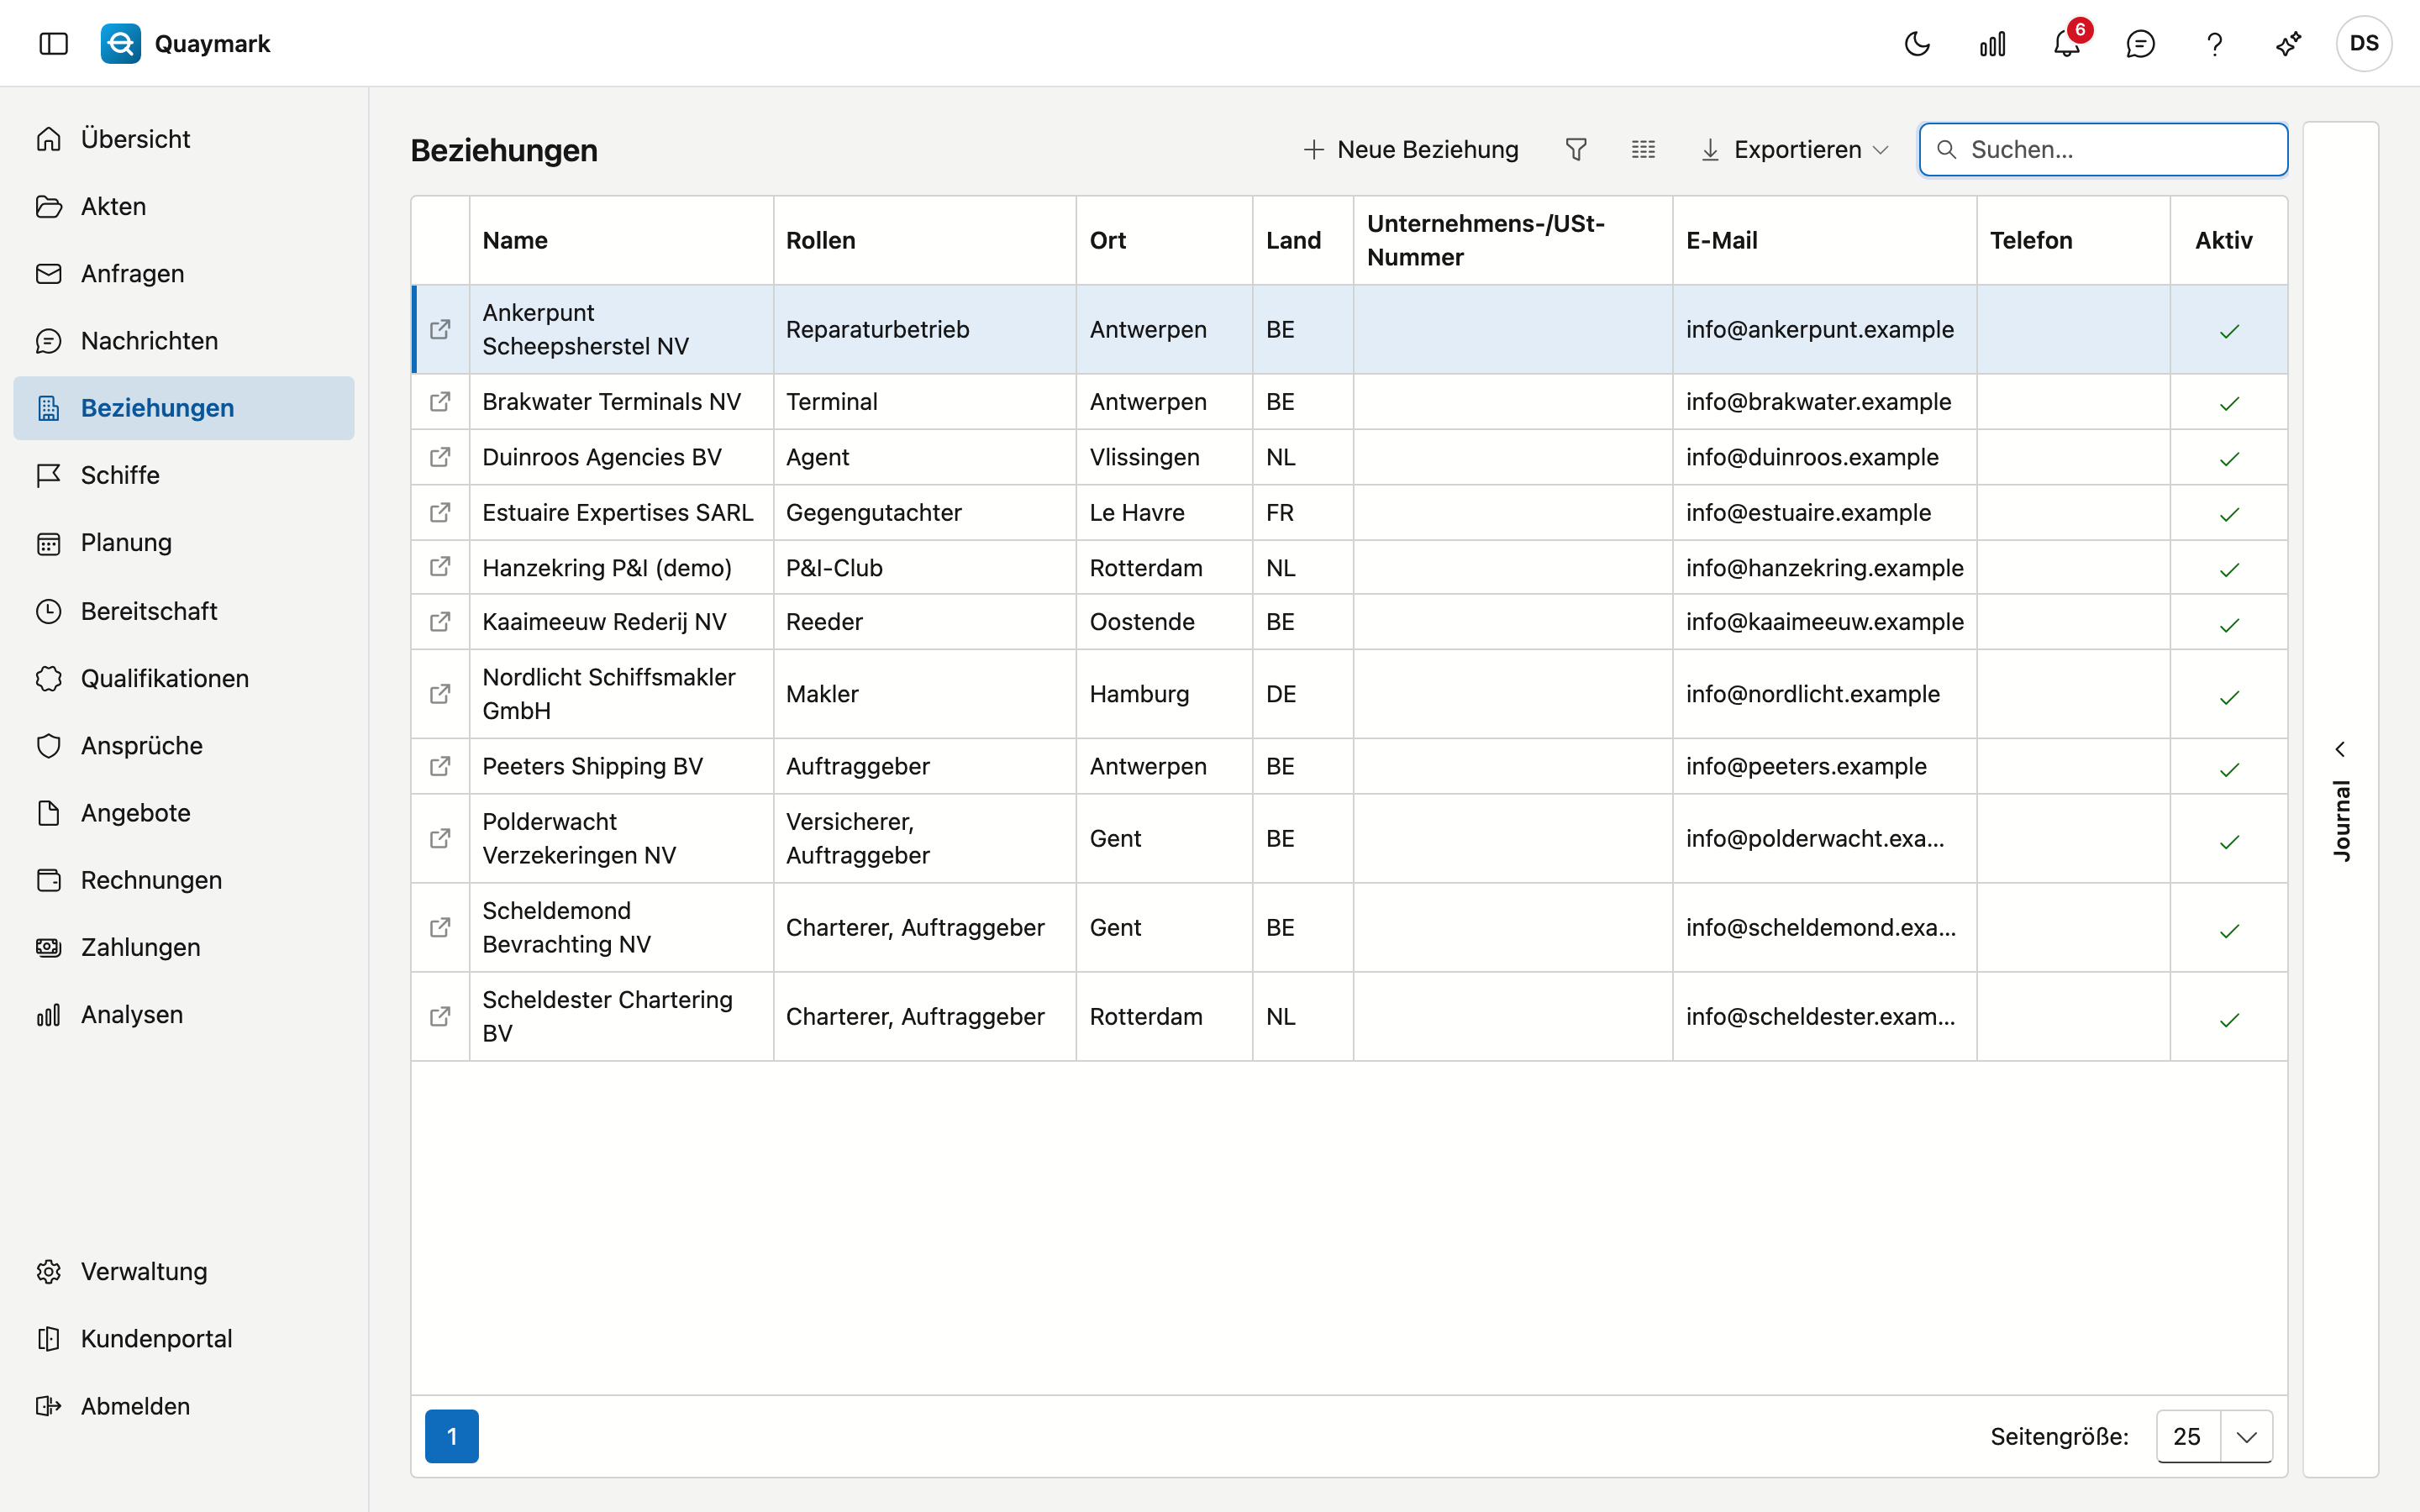 Quaymark
6
DS
Übersicht
Akten
Anfragen
Nachrichten
Beziehungen
Schiffe
Planung
Bereitschaft
Qualifikationen
Ansprüche
Angebote
Rechnungen
Zahlungen
Analysen
Verwaltung
Kundenportal
Abmelden
Beziehungen
Neue Beziehung
Exportieren
Suchen...
Name Rollen Ort Land Unternehmens-/USt-
Nummer E-Mail Telefon Aktiv
Ankerpunt
Scheepsherstel NV Reparaturbetrieb Antwerpen BE info@ankerpunt.example
Brakwater Terminals NV Terminal Antwerpen BE info@brakwater.example
Duinroos Agencies BV Agent Vlissingen NL info@duinroos.example
Estuaire Expertises SARL Gegengutachter Le Havre FR info@estuaire.example
Hanzekring P&I (demo) P&I-Club Rotterdam NL info@hanzekring.example
Kaaimeeuw Rederij NV Reeder Oostende BE info@kaaimeeuw.example
Nordlicht Schiffsmakler
GmbH Makler Hamburg DE info@nordlicht.example
Peeters Shipping BV Auftraggeber Antwerpen BE info@peeters.example
Polderwacht Versicherer,
Verzekeringen NV Auftraggeber Gent BE info@polderwacht.exa...
Scheldemond
Bevrachting NV Charterer, Auftraggeber Gent BE info@scheldemond.exa...
Scheldester Chartering
BV Charterer, Auftraggeber Rotterdam NL info@scheldester.exam...
1
Seitengröße: 25
Journal